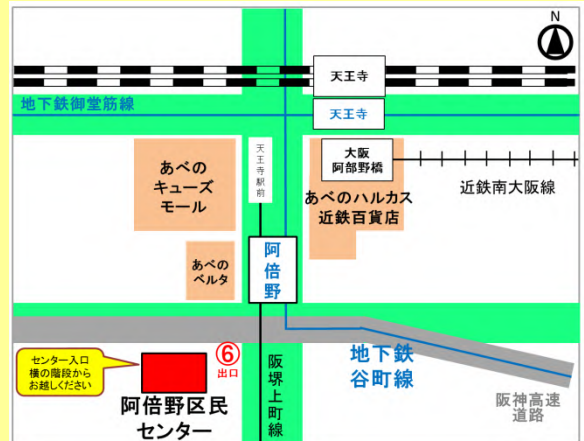 N
天王寺
地下鉄御堂筋線
天王寺
天王寺駅前
大阪
阿部野橋
近鉄南大阪線
あべの
キューズ
モール
あべのハルカス
近鉄百貨店
あべの
ベルタ
阿倍野
センター入口
横の階段から
お越しください
⑥
出口
地下鉄
谷町線
阪堺上町線
阪神高速
道路
阿倍野区民
センター